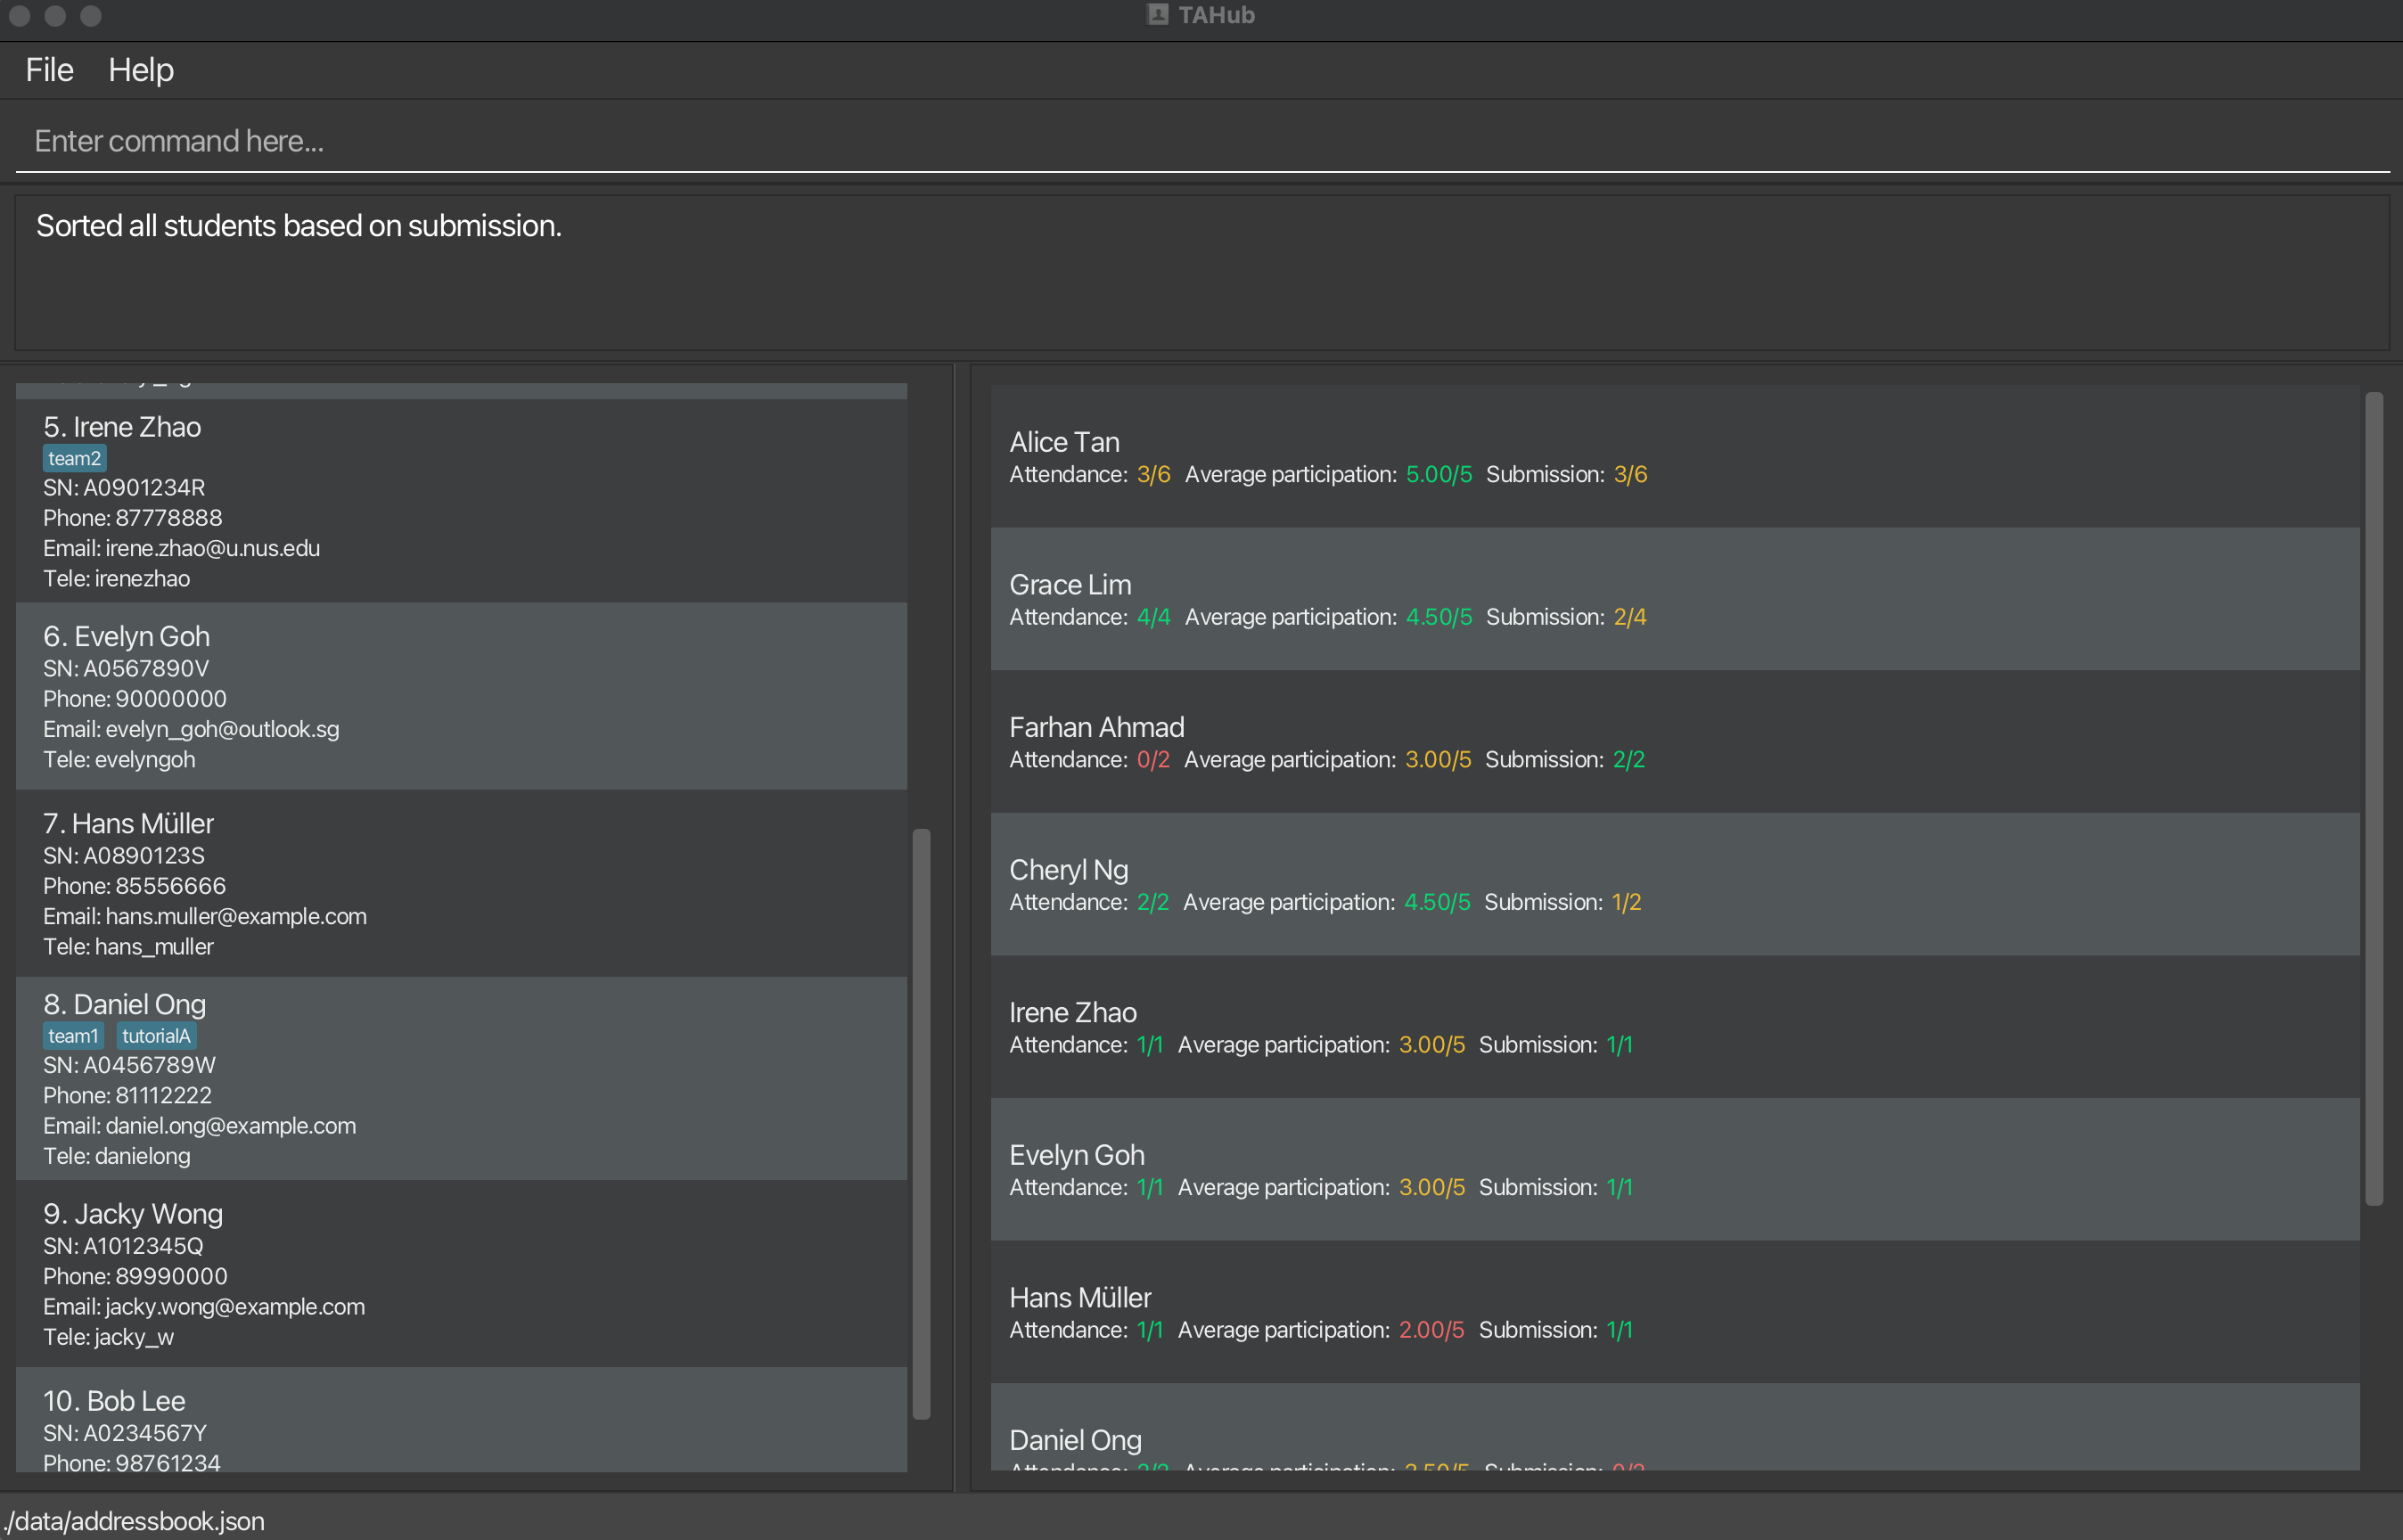 TAHub
File Help
Enter command here...
Sorted all students based on submission.
5. Irene Zhao
team2
SN: A0901234R
Phone: 87778888
Email: irene.zhao@u.nus.edu
Tele: irenezhao
6. Evelyn Goh
SN: A0567890V
Phone: 90000000
Email: evelyn_goh@outlook.sg
Tele: evelyngoh
7. Hans Müller
SN: A0890123S
Phone: 85556666
Email: hans.muller@example.com
Tele: hans_muller
8. Daniel Ong
team1 tutorialA
SN: A0456789W
Phone: 81112222
Email: daniel.ong@example.com
Tele: danielong
9. Jacky Wong
SN: A1012345Q
Phone: 89990000
Email: jacky.wong@example.com
Tele: jacky_w
10. Bob Lee
SN: A0234567Y
Phone: 98761234
Alice Tan
Attendance: 3/6 Average participation: 5.00/5 Submission: 3/6
Grace Lim
Attendance: 4/4 Average participation: 4.50/5 Submission: 2/4
Farhan Ahmad
Attendance: 0/2 Average participation: 3.00/5 Submission: 2/2
Cheryl Ng
Attendance: 2/2 Average participation: 4.50/5 Submission: 1/2
Irene Zhao
Attendance: 1/1 Average participation: 3.00/5 Submission: 1/1
Evelyn Goh
Attendance: 1/1 Average participation: 3.00/5 Submission: 1/1
Hans Müller
Attendance: 1/1 Average participation: 2.00/5 Submission: 1/1
Daniel Ong
Attendance: Average participation: Submission:
./data/addressbook.json